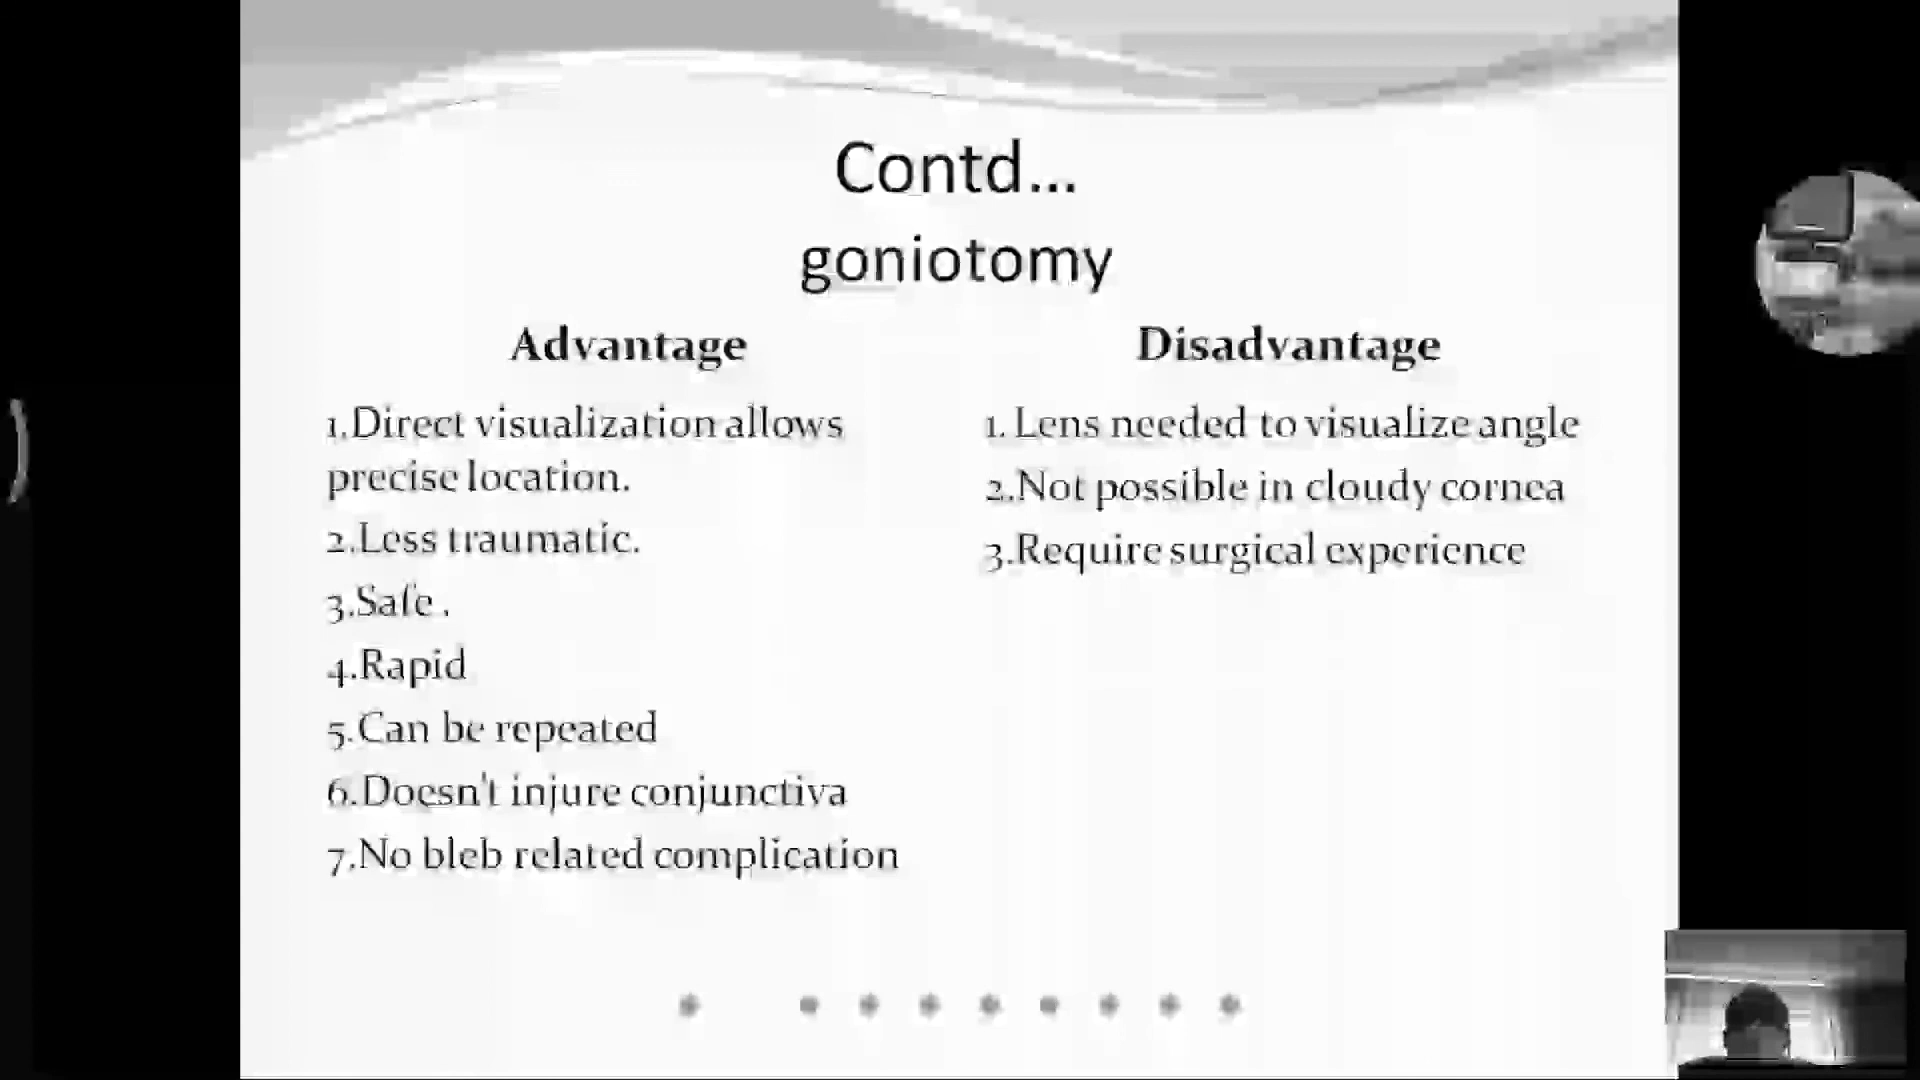 Contd...
goniotomy
Advantage
1.Direct visualization allows
precise location.
2.Less traumatic.
3.Safe .
4.Rapid
5.Can be repeated
6.Doesn't injure conjunctiva
7.No bleb related complication
Disadvantage
1. Lens needed to visualize angle
2.Not possible in cloudy cornea
3.Require surgical experience